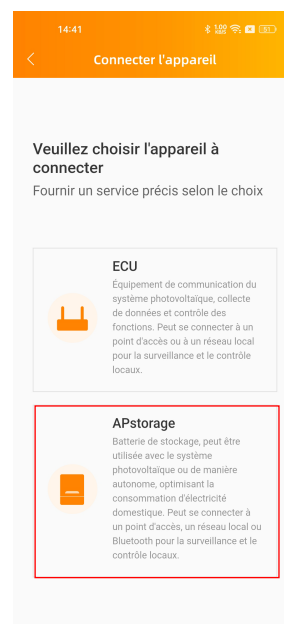 14:41
Connecter l'appareil
Veuillez choisir l'appareil à
connecter
Fournir un service précis selon le choix
ECU
Équipement de communication du
système photovoltaïque, collecte
de données et contrôle des
fonctions. Peut se connecter à un
point d'accès ou à un réseau local
pour la surveillance et le contrôle
locaux.
APstorage
Batterie de stockage, peut être
utilisée avec le système
photovoltaïque ou de manière
autonome, optimisant la
consommation d'électricité
domestique. Peut se connecter à
un point d'accès, un réseau local ou
Bluetooth pour la surveillance et le
contrôle locaux.